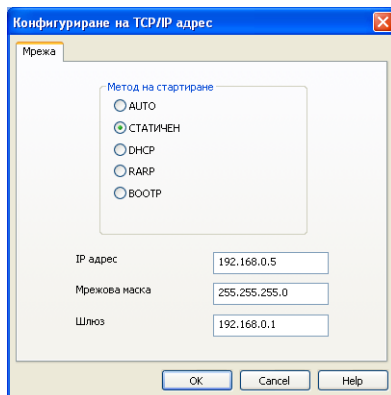 Конфигуриране на TCP/IP адрес
Мрежа
Метод на стартиране
AUTO
СТАТИЧЕН
DHCP
RARP
BOOTP
IP адрес 192.168.0.5
Мрежова маска 255.255.255.0
Шлюз 192.168.0.1
OK Cancel Help